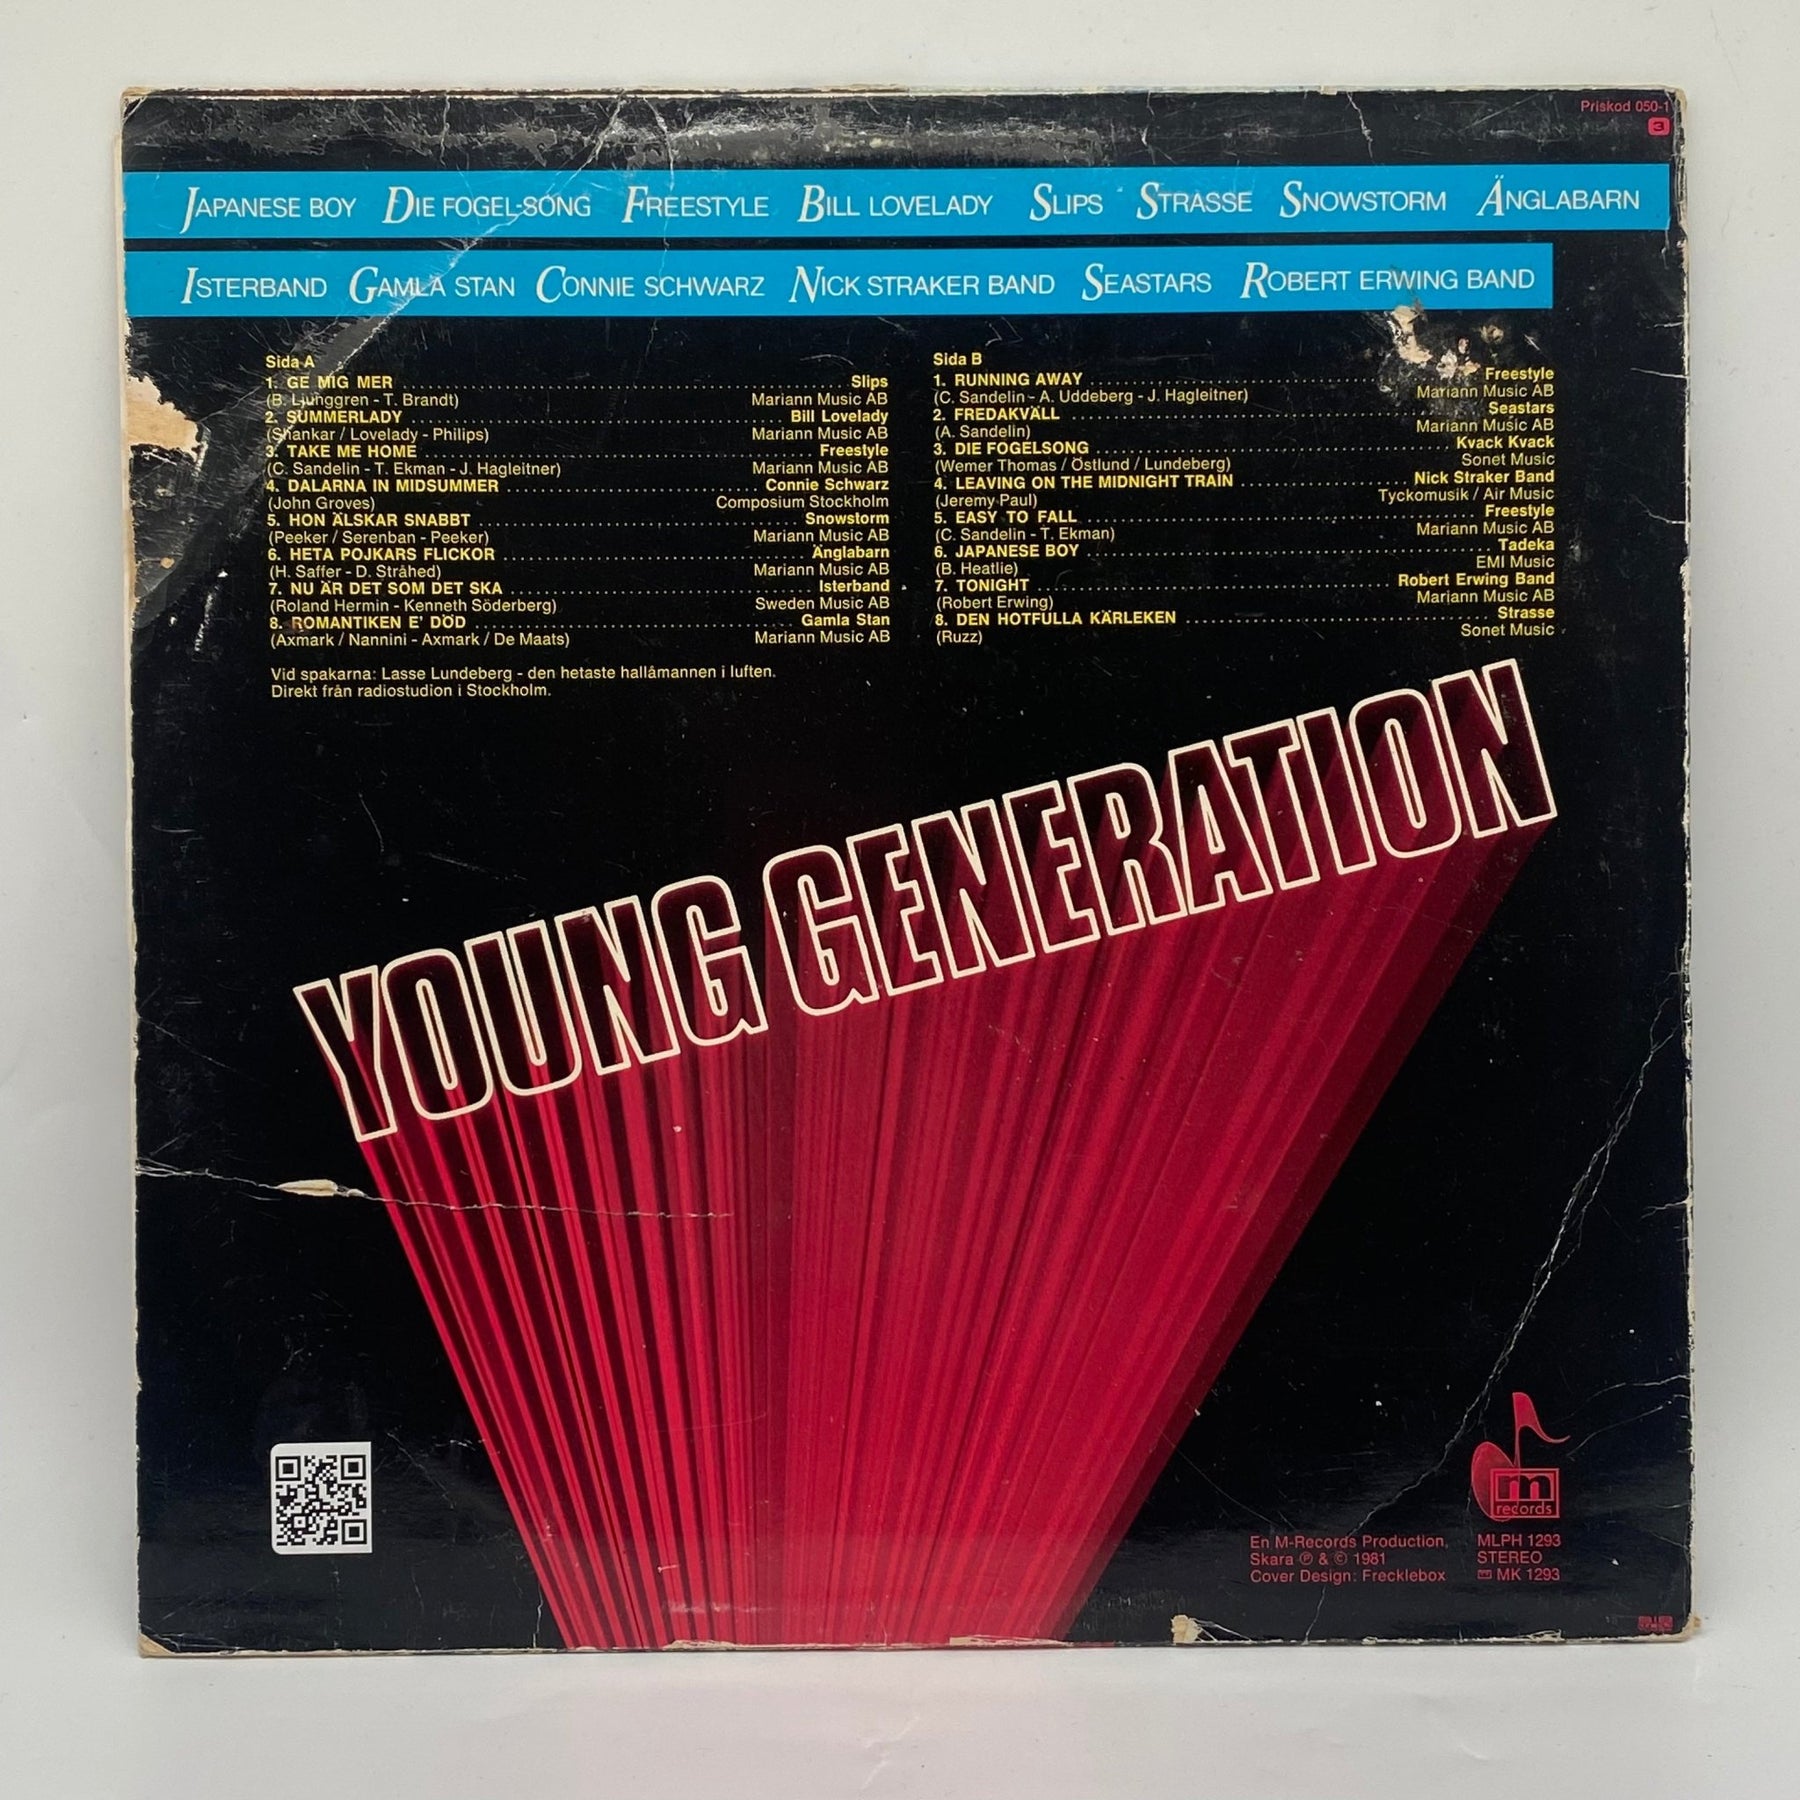 Priskod 050-1
3
JAPANESE BOY DIE FOGEL-SONG FREESTYLE BILL LOVELADY SLIPS STRASSE SNOWSTORM ÄNGLABARN
ISTERBAND GAMLA STAN CONNIE SCHWARZ NICK STRAKER BAND SEASTARS ROBERT ERWING BAND
Sida A
1. GE MIG MER Slips
(B. Ljunggren - T. Brandt) Mariann Music AB
2. SUMMERLADY Bill Lovelady
(Shankar / Lovelady - Philips) Mariann Music AB
3. TAKE ME HOME Freestyle
(C. Sandelin - T. Ekman - J. Hagleitner) Mariann Music AB
4. DALARNA IN MIDSUMMER Connie Schwarz
(John Groves) Composium Stockholm
5. HON ÄLSKAR SNABBT Snowstorm
(Peeker / Serenban - Peeker) Mariann Music AB
6. HETA POJKARS FLICKOR Änglabarn
(H. Saffer - D. Stråhed) Mariann Music AB
7. NU ÄR DET SOM DET SKA Isterband
(Roland Hermin - Kenneth Söderberg) Sweden Music AB
8. ROMANTIKEN E' DÖD Gamla Stan
(Axmark / Nannini - Axmark / De Maats) Mariann Music AB
Vid spakarna: Lasse Lundeberg - den hetaste hallåmannen i luften.
Direkt från radiostudion i Stockholm.
Sida B
1. RUNNING AWAY Freestyle
(C. Sandelin - A. Uddeberg - J. Hagleitner) Mariann Music AB
2. FREDAKVÄLL Seastars
(A. Sandelin) Mariann Music AB
3. DIE FOGELSONG Kvack Kvack
(Werner Thomas / Östlund / Lundeberg) Sonet Music
4. LEAVING ON THE MIDNIGHT TRAIN Nick Straker Band
(Jeremy Paul) Tyckomusik / Air Music
5. EASY TO FALL Freestyle
(C. Sandelin - T. Ekman) Mariann Music AB
6. JAPANESE BOY Tadeka
(B. Heatlie) EMI Music
7. TONIGHT Robert Erwing Band
(Robert Erwing) Mariann Music AB
8. DEN HOTFULLA KÄRLEKEN Strasse
(Ruzz) Sonet Music
YOUNG GENERATION
m
records
En M-Records Production,
Skara ℗ & © 1981
Cover Design: Frecklebox
MLPH 1293
STEREO
MK 1293